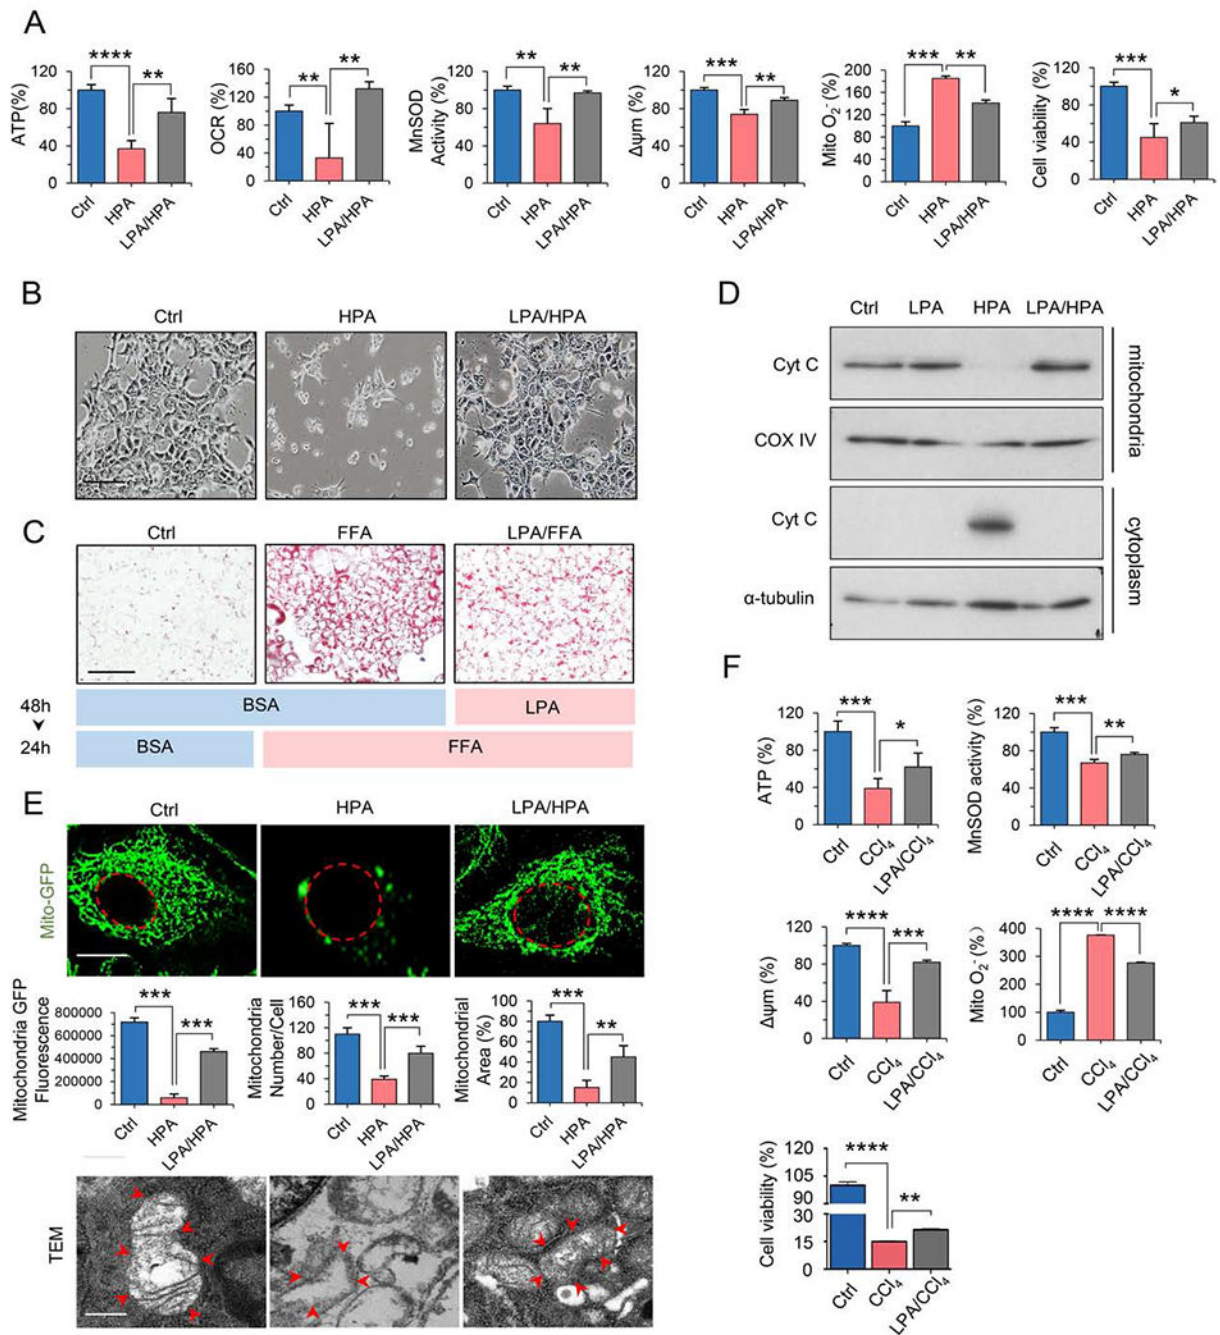 A
**** **
ATP(%)
120
80
40
0
Ctrl
HPA
LPA/HPA
** **
OCR (%)
160
120
80
40
0
Ctrl
HPA
LPA/HPA
** **
MnSOD
Activity (%)
120
80
40
0
Ctrl
HPA
LPA/HPA
*** **
Δψm (%)
120
80
40
0
Ctrl
HPA
LPA/HPA
*** **
Mito O₂⁻ (%)
200
160
120
80
40
0
Ctrl
HPA
LPA/HPA
*** *
Cell viability (%)
120
80
40
0
Ctrl
HPA
LPA/HPA
B
Ctrl HPA LPA/HPA
C
Ctrl FFA LPA/FFA
48h BSA LPA
24h BSA FFA
D
Ctrl LPA HPA LPA/HPA
Cyt C
COX IV
mitochondria
Cyt C
α-tubulin
cytoplasm
E
Ctrl HPA LPA/HPA
Mito-GFP
*** ***
Mitochondria GFP
Fluorescence
800000
600000
400000
200000
0
Ctrl
HPA
LPA/HPA
*** ***
Mitochondria
Number/Cell
160
120
80
40
0
Ctrl
HPA
LPA/HPA
*** **
Mitochondrial
Area (%)
100
80
60
40
20
0
Ctrl
HPA
LPA/HPA
TEM
F
*** *
ATP (%)
120
80
40
0
Ctrl
CCl₄
LPA/CCl₄
*** **
MnSOD activity (%)
120
80
40
0
Ctrl
CCl₄
LPA/CCl₄
**** ***
Δψm (%)
120
80
40
0
Ctrl
CCl₄
LPA/CCl₄
**** ****
Mito O₂⁻ (%)
400
300
200
100
0
Ctrl
CCl₄
LPA/CCl₄
**** **
Cell viability (%)
120
105
90
30
15
0
Ctrl
CCl₄
LPA/CCl₄